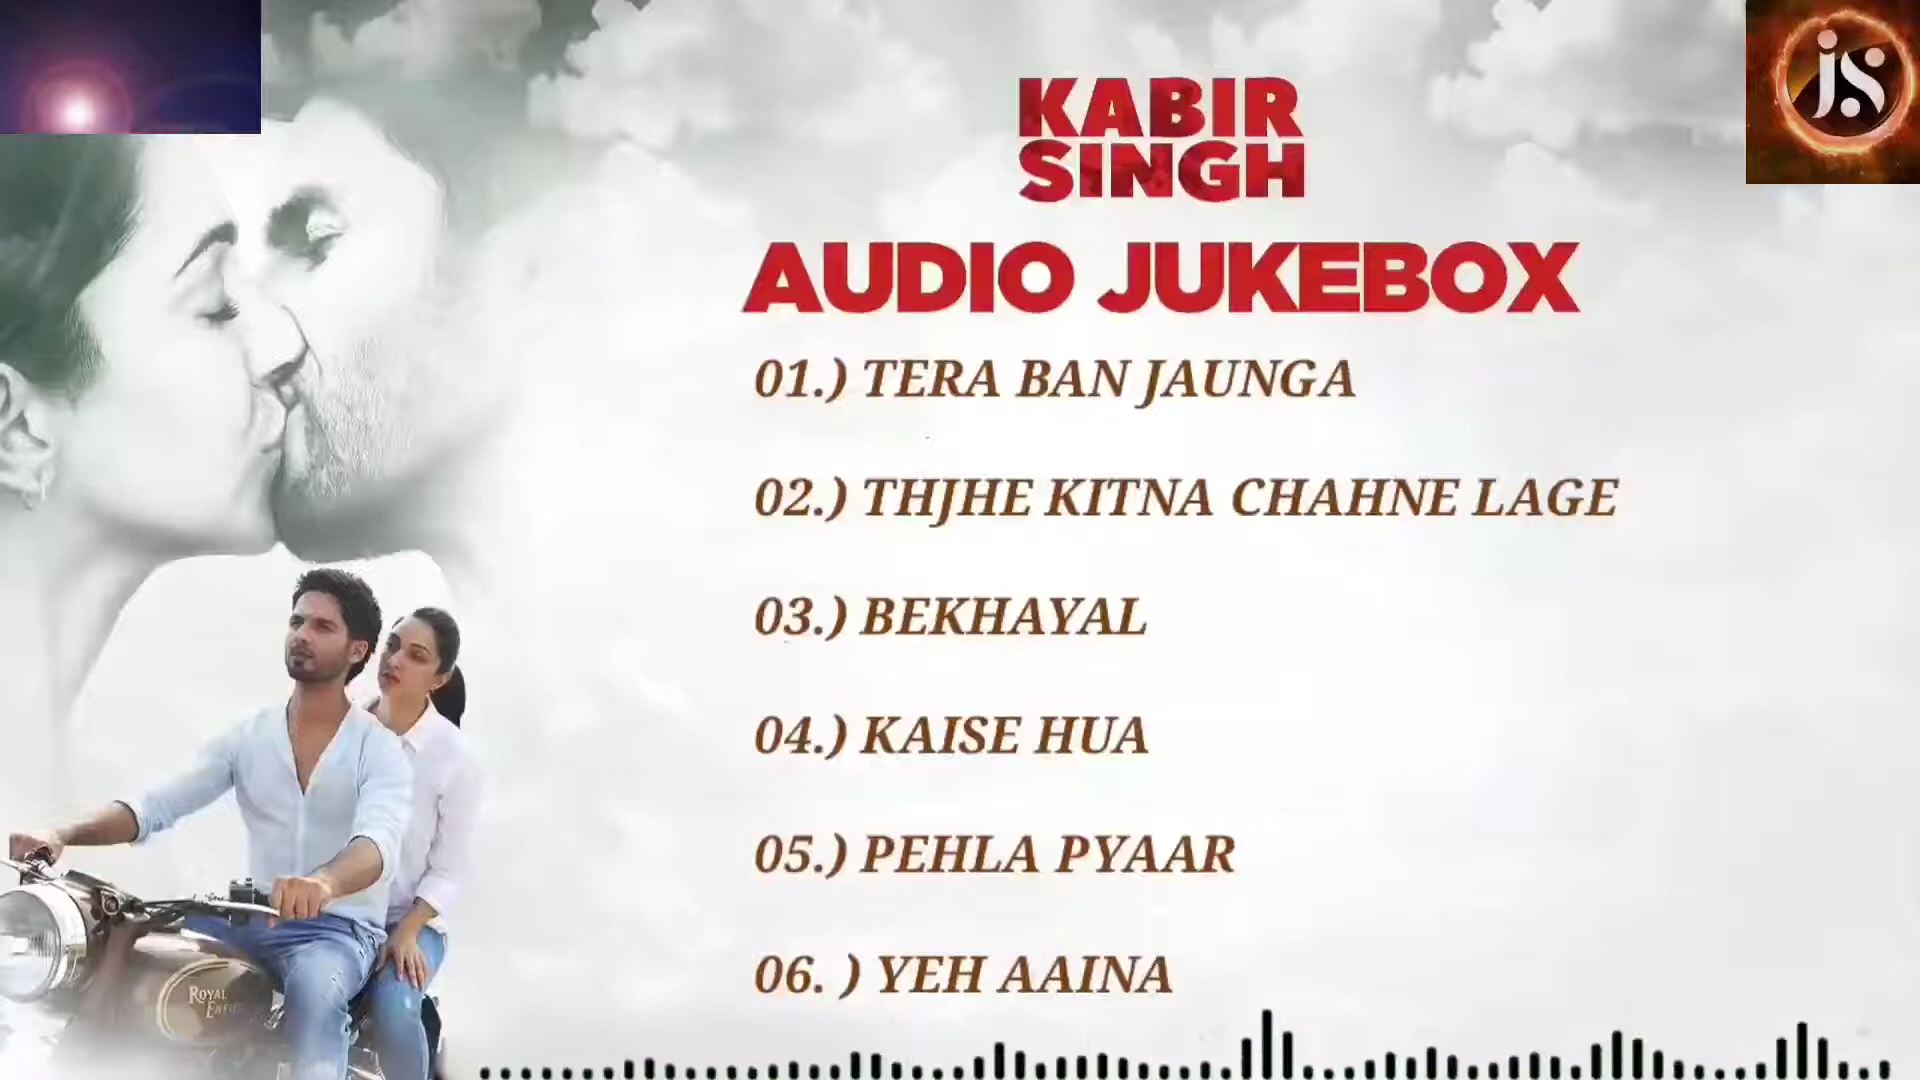 js
KABIR
SINGH
AUDIO JUKEBOX
01.) TERA BAN JAUNGA
02.) THJHE KITNA CHAHNE LAGE
03.) BEKHAYAL
04.) KAISE HUA
05.) PEHLA PYAAR
06. ) YEH AAINA
ROYAL